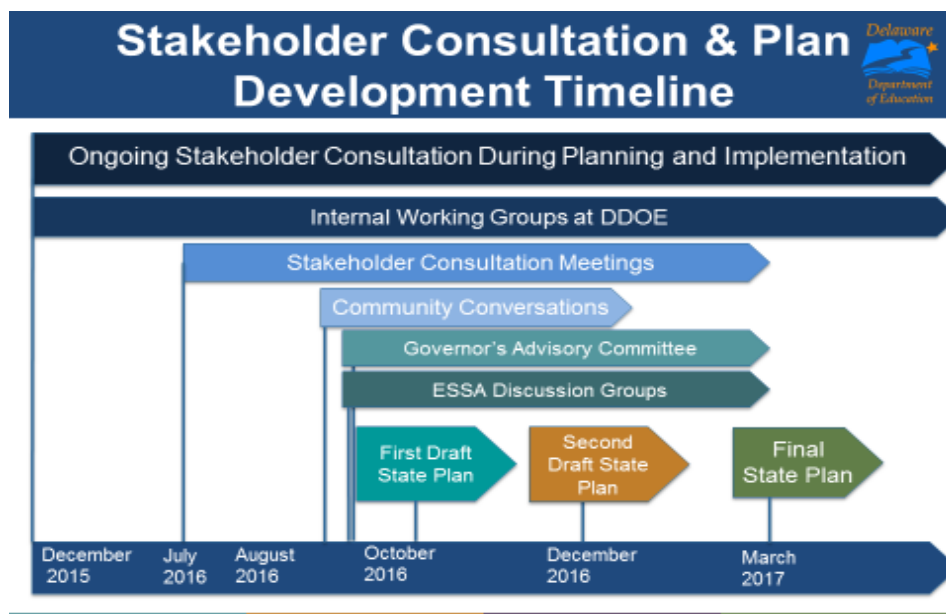 Stakeholder Consultation & Plan
Development Timeline
Delaware
Department
of Education
Ongoing Stakeholder Consultation During Planning and Implementation
Internal Working Groups at DDOE
Stakeholder Consultation Meetings
Community Conversations
Governor's Advisory Committee
ESSA Discussion Groups
First Draft
State Plan
Second
Draft State
Plan
Final
State Plan
December
2015
July
2016
August
2016
October
2016
December
2016
March
2017